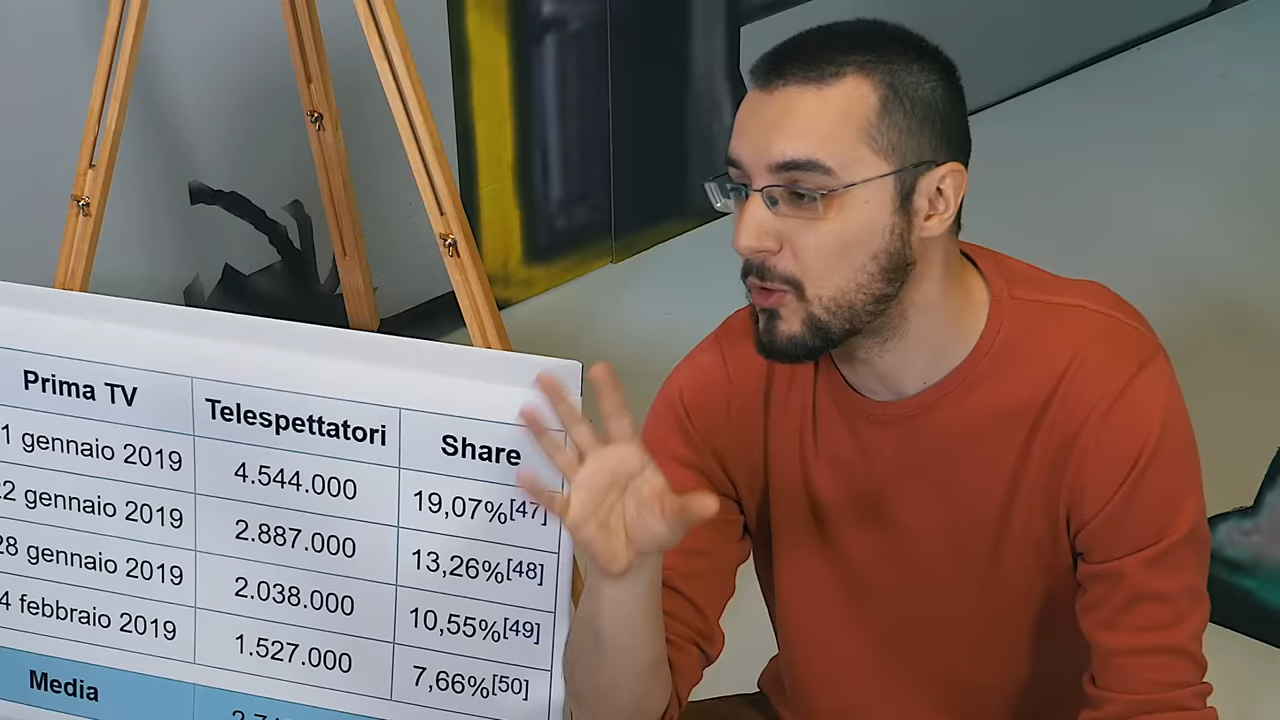 Prima TV Telespettatori Share
1 gennaio 2019 4.544.000 19,07%[47]
22 gennaio 2019 2.887.000 13,26%[48]
28 gennaio 2019 2.038.000 10,55%[49]
4 febbraio 2019 1.527.000 7,66%[50]
Media